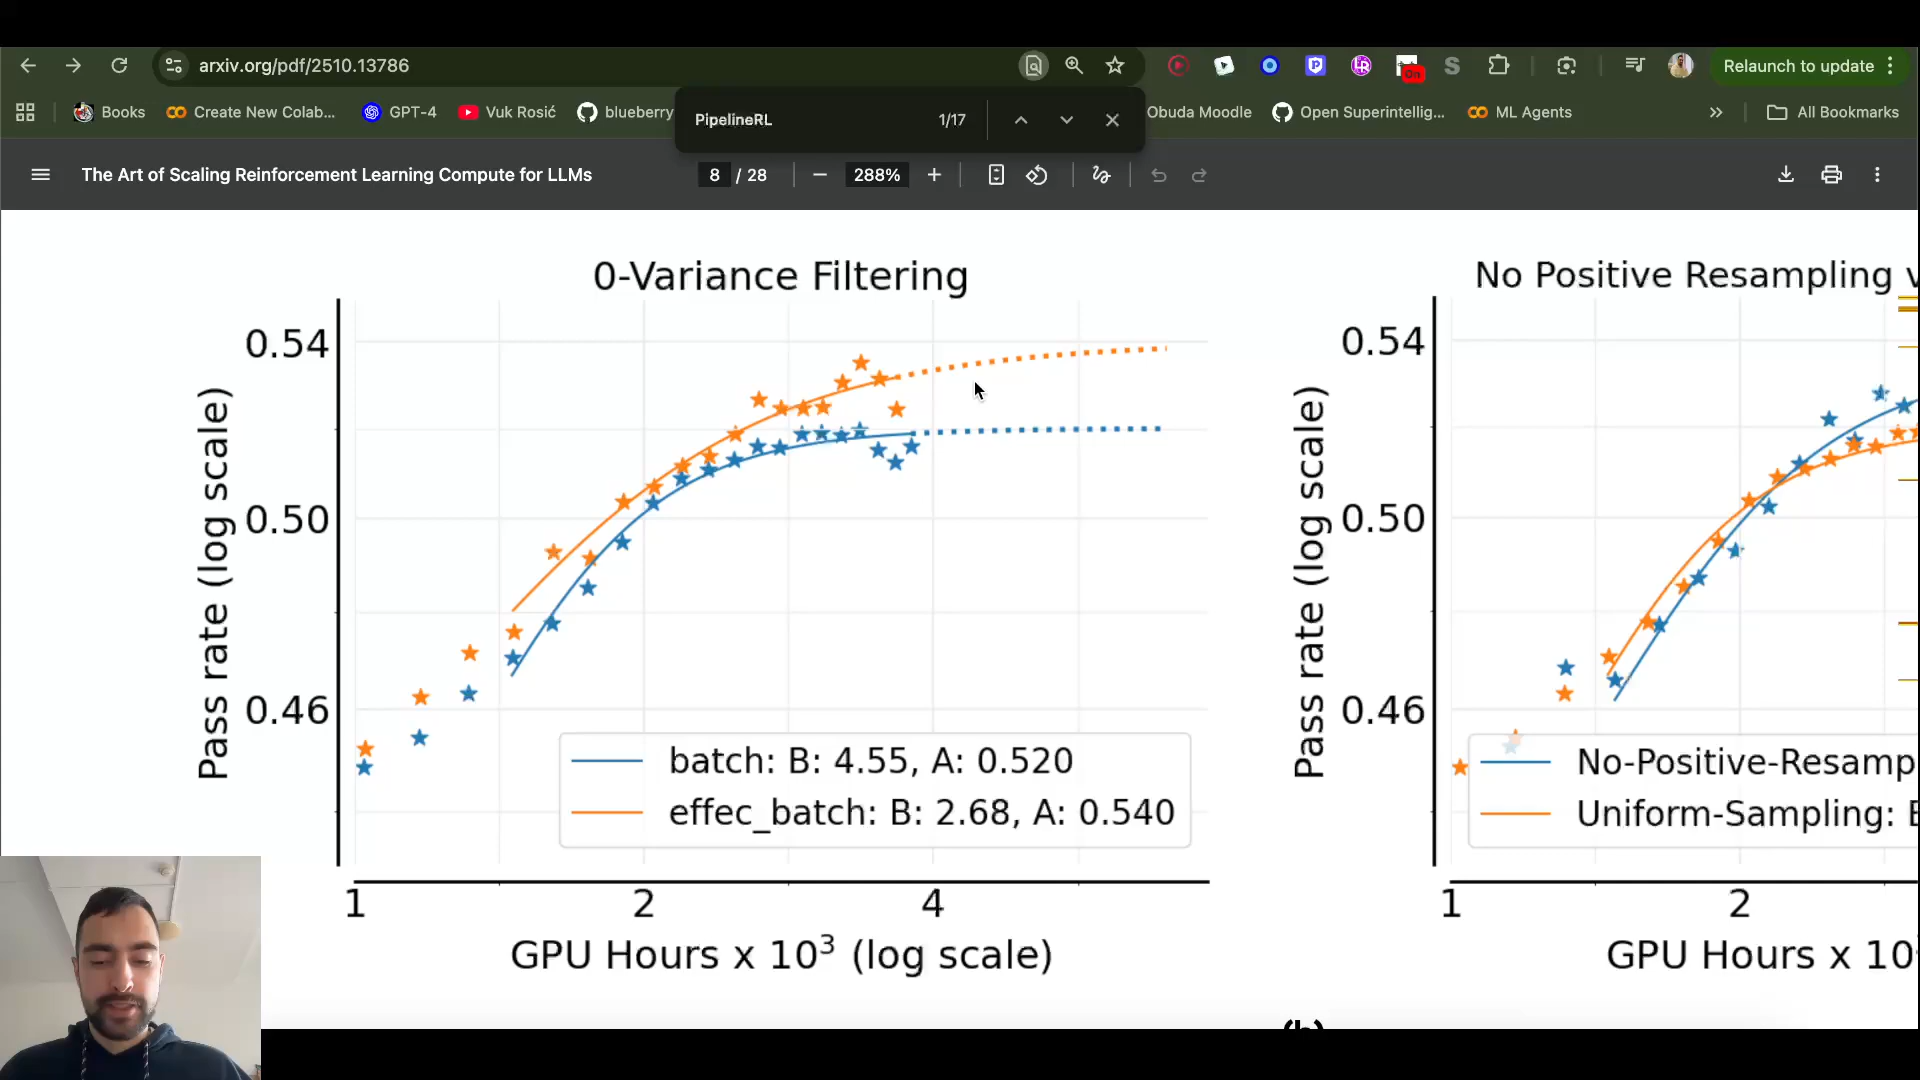 arxiv.org/pdf/2510.13786
On
Relaunch to update
Books
Create New Colab...
GPT-4
Vuk Rosić
blueberry
PipelineRL
1/17
Obuda Moodle
Open Superintellig...
ML Agents
All Bookmarks
The Art of Scaling Reinforcement Learning Compute for LLMs
8 / 28
288%
0-Variance Filtering
0.54
0.50
0.46
Pass rate (log scale)
batch: B: 4.55, A: 0.520
effec_batch: B: 2.68, A: 0.540
1 2 4
GPU Hours x 10³ (log scale)
No Positive Resampling v
0.54
0.50
0.46
Pass rate (log scale)
No-Positive-Resamp
Uniform-Sampling:
1 2
GPU Hours x 10